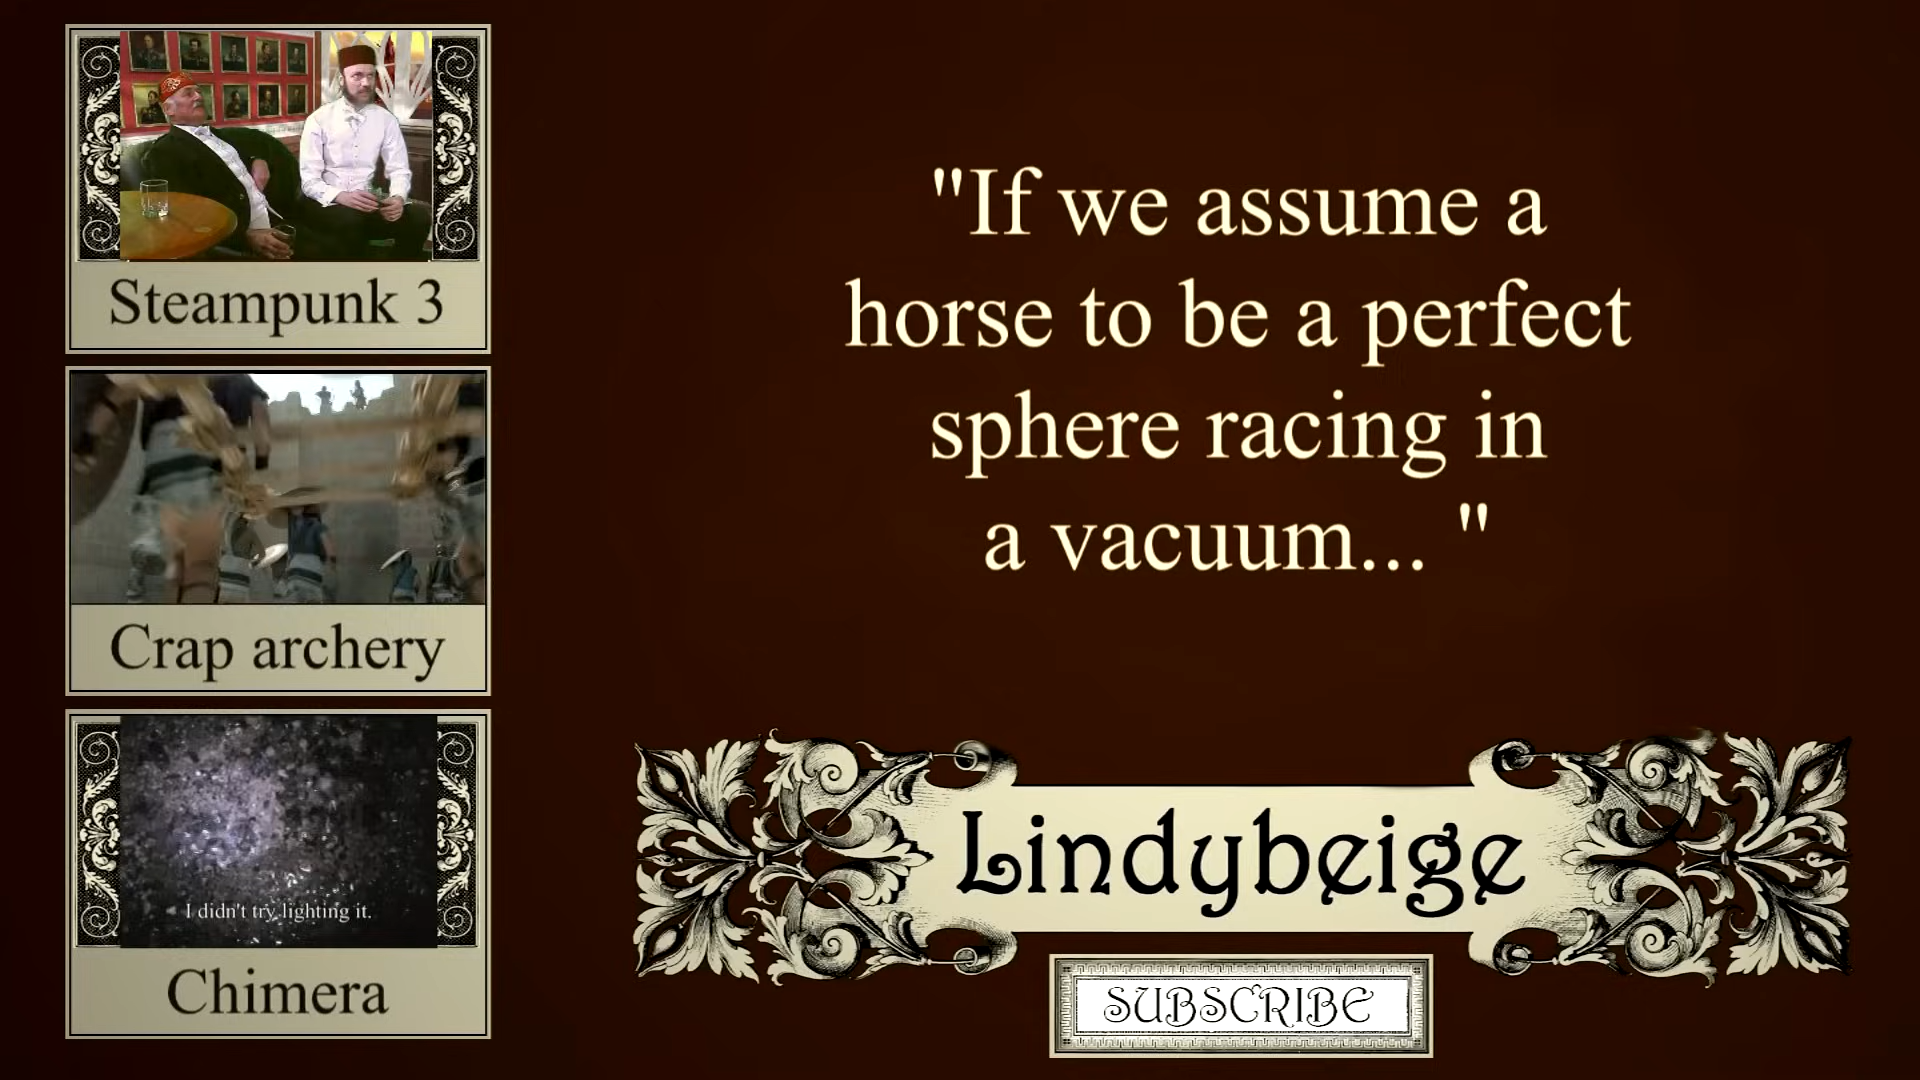 Steampunk 3
Crap archery
I didn't try lighting it.
Chimera
"If we assume a
horse to be a perfect
sphere racing in
a vacuum... "
Lindybeige
SUBSCRIBE